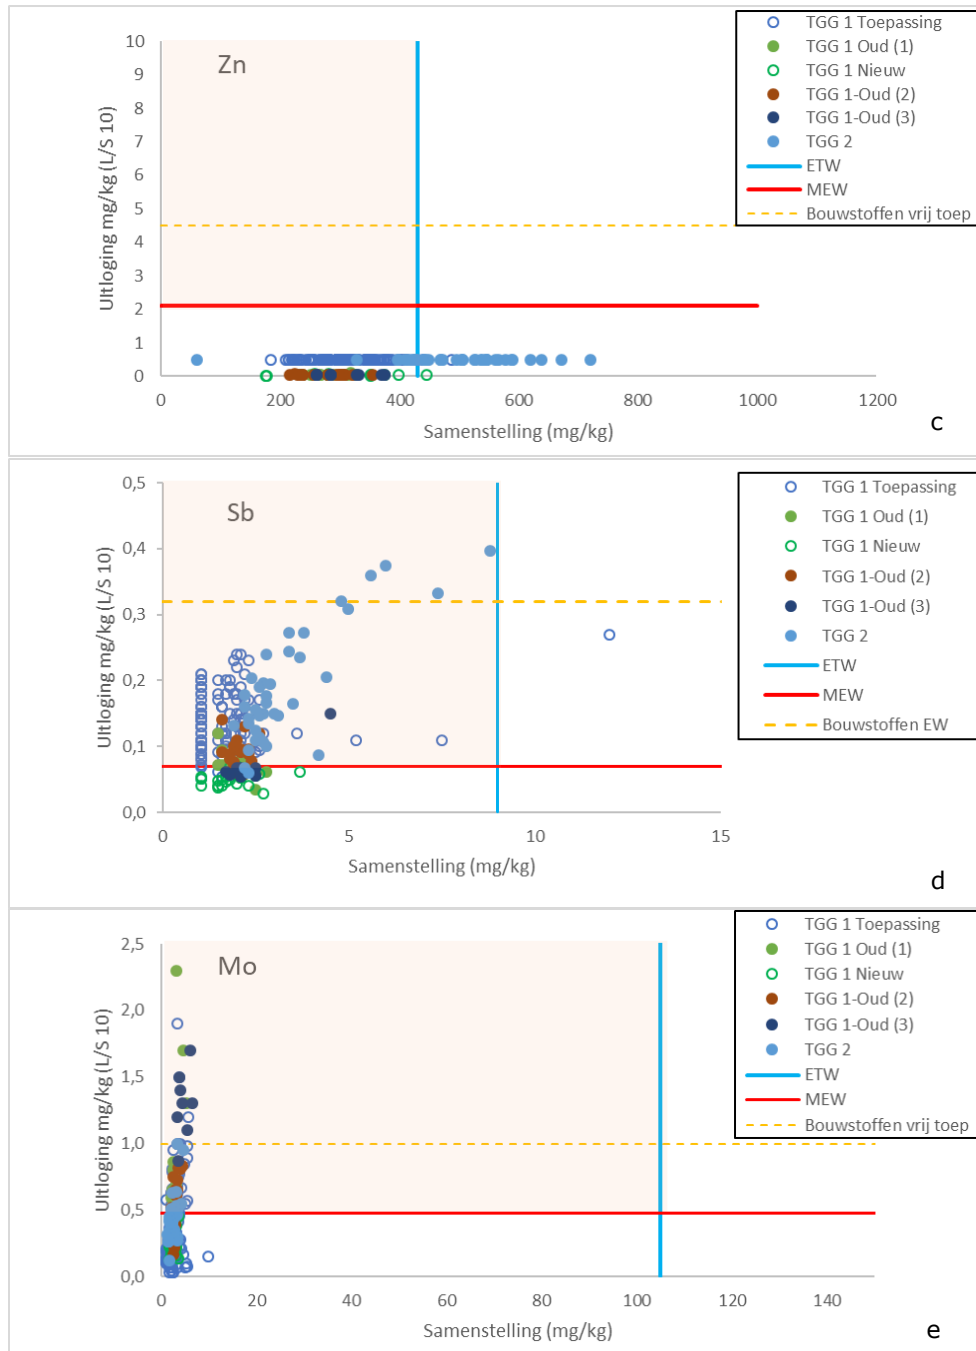 Zn
Uitloging mg/kg (L/S 10)
10
9
8
7
6
5
4
3
2
1
0
0 200 400 600 800 1000 1200
Samenstelling (mg/kg)
TGG 1 Toepassing
TGG 1 Oud (1)
TGG 1 Nieuw
TGG 1-Oud (2)
TGG 1-Oud (3)
TGG 2
ETW
MEW
Bouwstoffen vrij toep
c
Sb
UItloging mg/kg (L/S 10)
0,5
0,4
0,3
0,2
0,1
0,0
0 5 10 15
Samenstelling (mg/kg)
TGG 1 Toepassing
TGG 1 Oud (1)
TGG 1 Nieuw
TGG 1-Oud (2)
TGG 1-Oud (3)
TGG 2
ETW
MEW
Bouwstoffen EW
d
Mo
UItloging mg/kg (L/S 10)
2,5
2,0
1,5
1,0
0,5
0,0
0 20 40 60 80 100 120 140
Samenstelling (mg/kg)
TGG 1 Toepassing
TGG 1 Oud (1)
TGG 1 Nieuw
TGG 1-Oud (2)
TGG 1-Oud (3)
TGG 2
ETW
MEW
Bouwstoffen vrij toep
e